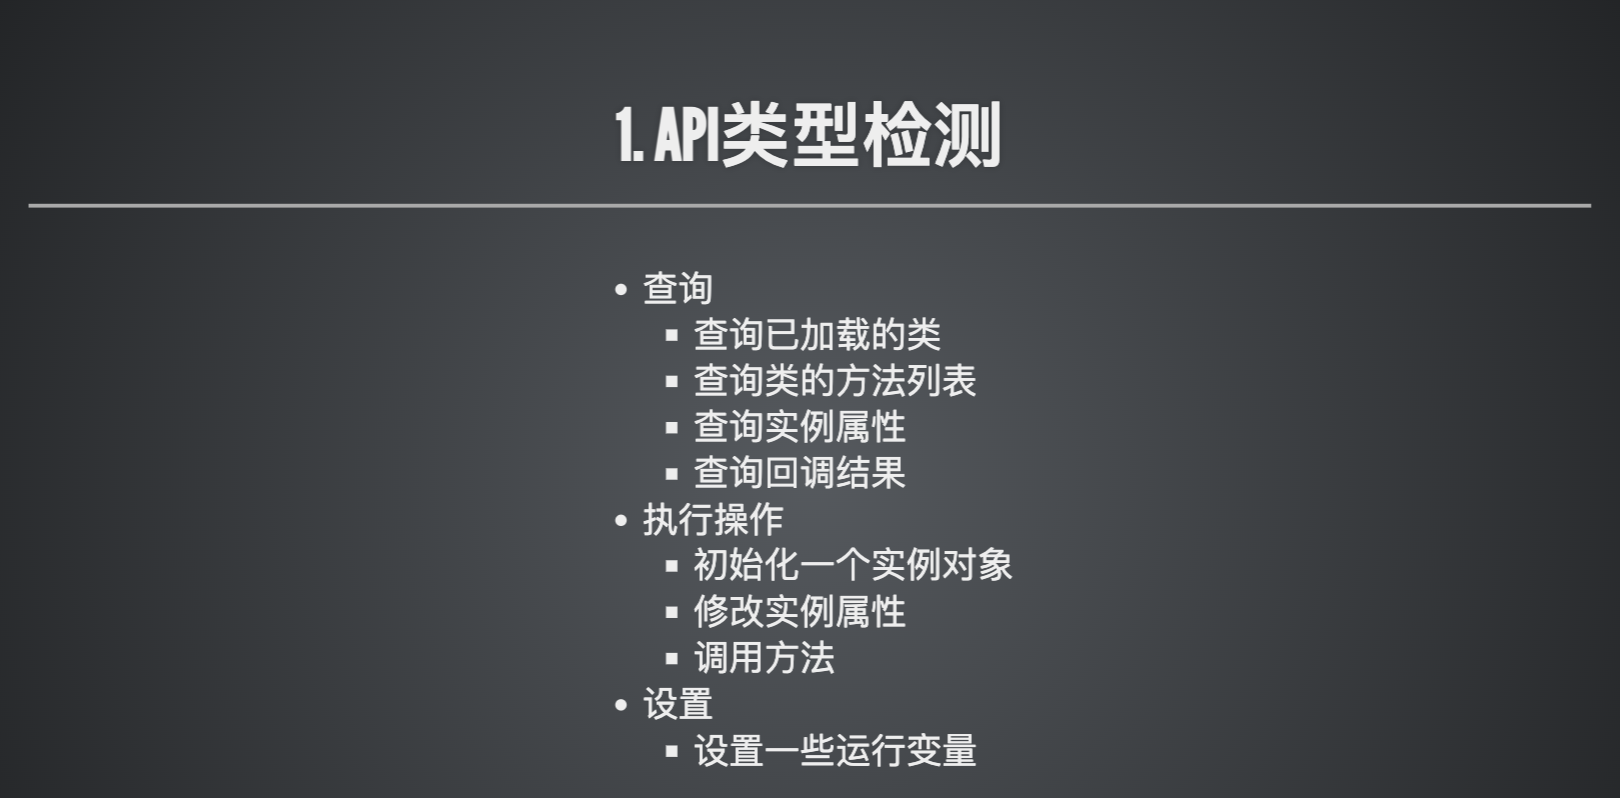 1. API类型检测
查询
查询已加载的类
查询类的方法列表
查询实例属性
查询回调结果
执行操作
初始化一个实例对象
修改实例属性
调用方法
设置
设置一些运行变量